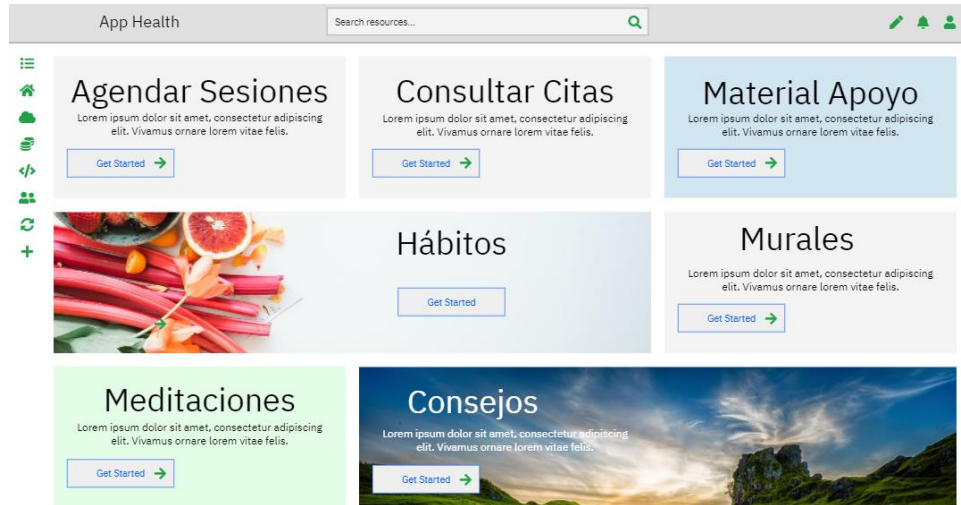 App Health
Search resources...
Agendar Sesiones
Lorem ipsum dolor sit amet, consectetur adipiscing
elit. Vivamus ornare lorem vitae felis.
Get Started
Consultar Citas
Lorem ipsum dolor sit amet, consectetur adipiscing
elit. Vivamus ornare lorem vitae felis.
Get Started
Material Apoyo
Lorem ipsum dolor sit amet, consectetur adipiscing
elit. Vivamus ornare lorem vitae felis.
Get Started
Hábitos
Get Started
Murales
Lorem ipsum dolor sit amet, consectetur adipiscing
elit. Vivamus ornare lorem vitae felis.
Get Started
Meditaciones
Lorem ipsum dolor sit amet, consectetur adipiscing
elit. Vivamus ornare lorem vitae felis.
Get Started
Consejos
Lorem ipsum dolor sit amet, consectetur adipiscing
elit. Vivamus ornare lorem vitae felis.
Get Started